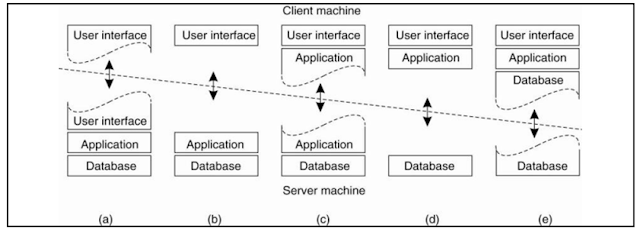 Client machine
User interface
User interface
User interface
User interface
User interface
Application
Application
Application
Database
User interface
Application
Application
Database
Database
Database
Database
Database
Server machine
(a)
(b)
(c)
(d)
(e)